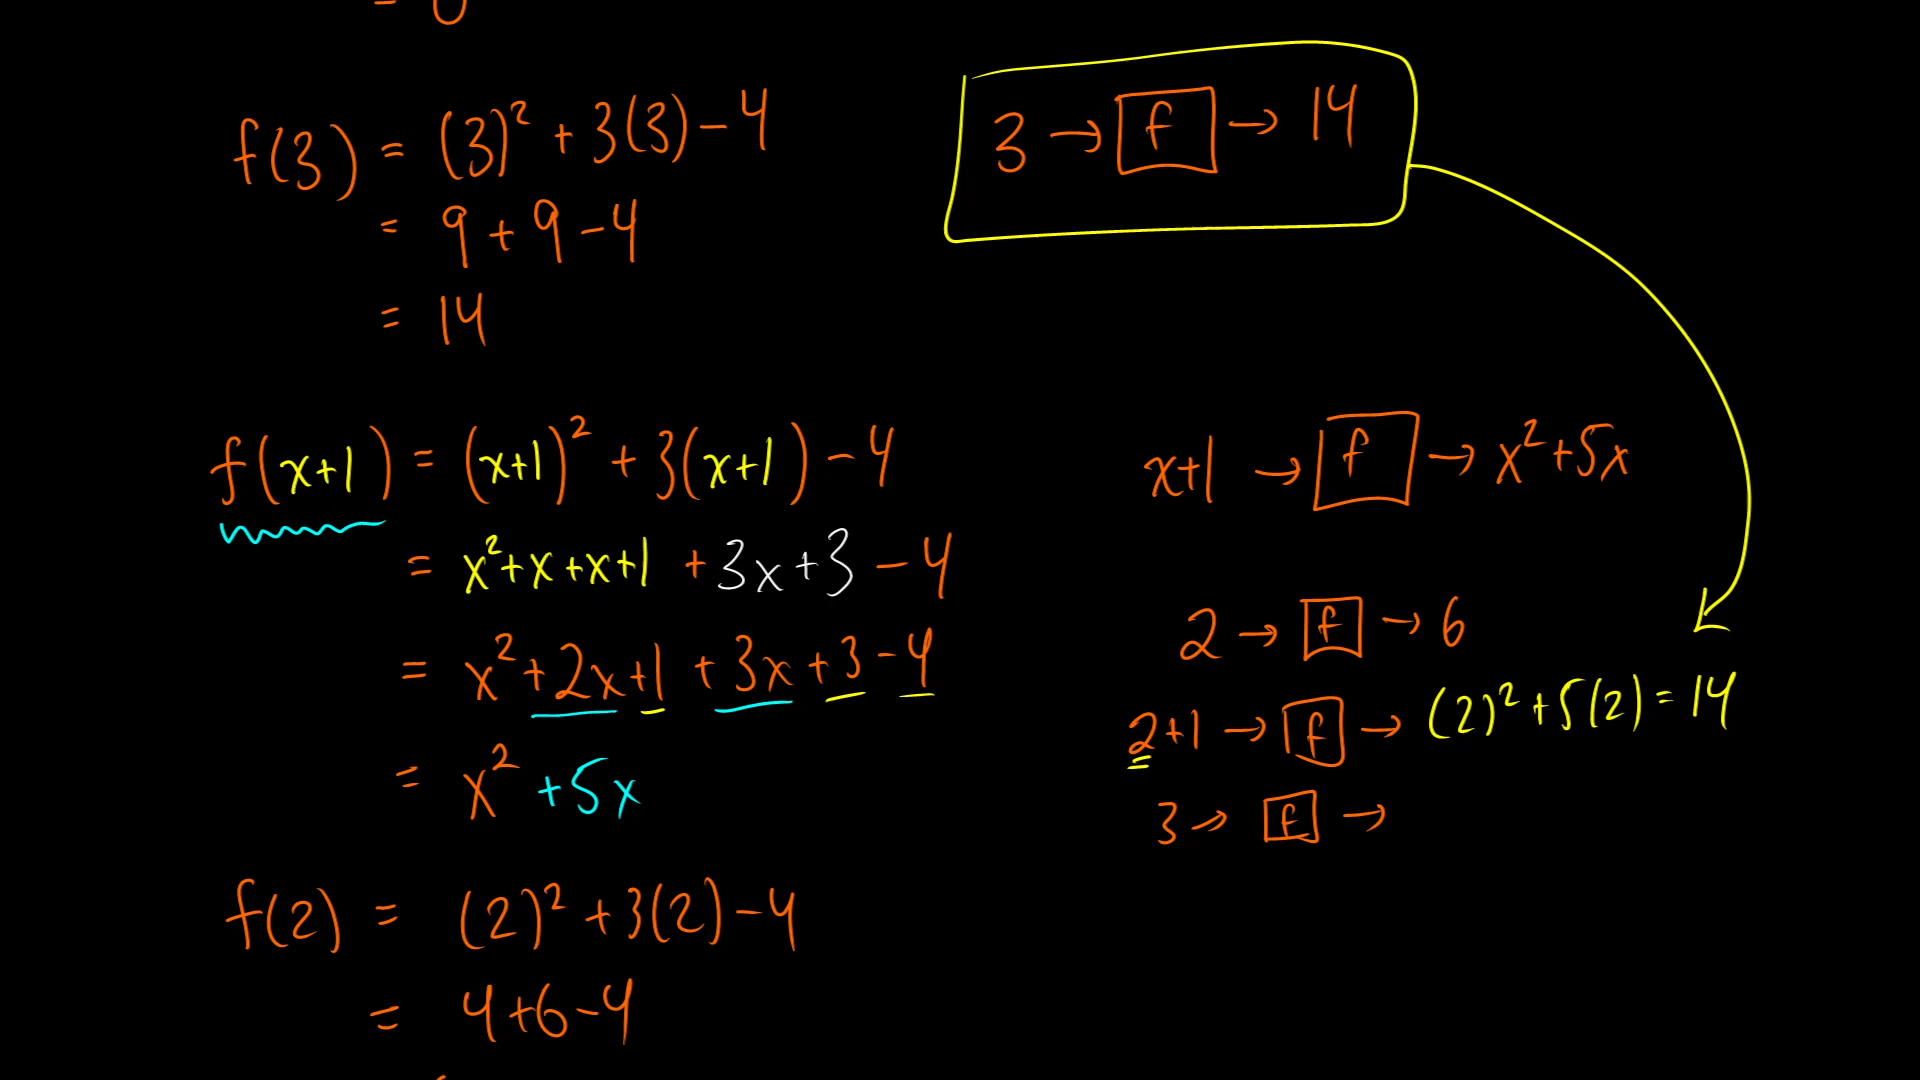 = 0
f(3) = (3)² + 3(3) - 4
= 9 + 9 - 4
= 14
3 → f → 14
f(x+1) = (x+1)² + 3(x+1) - 4
= x² + x + x + 1 + 3x + 3 - 4
= x² + 2x + 1 + 3x + 3 - 4
= x² + 5x
x+1 → f → x² + 5x
2 → f → 6
2+1 → f → (2)² + 5(2) = 14
3 → f →
f(2) = (2)² + 3(2) - 4
= 4 + 6 - 4